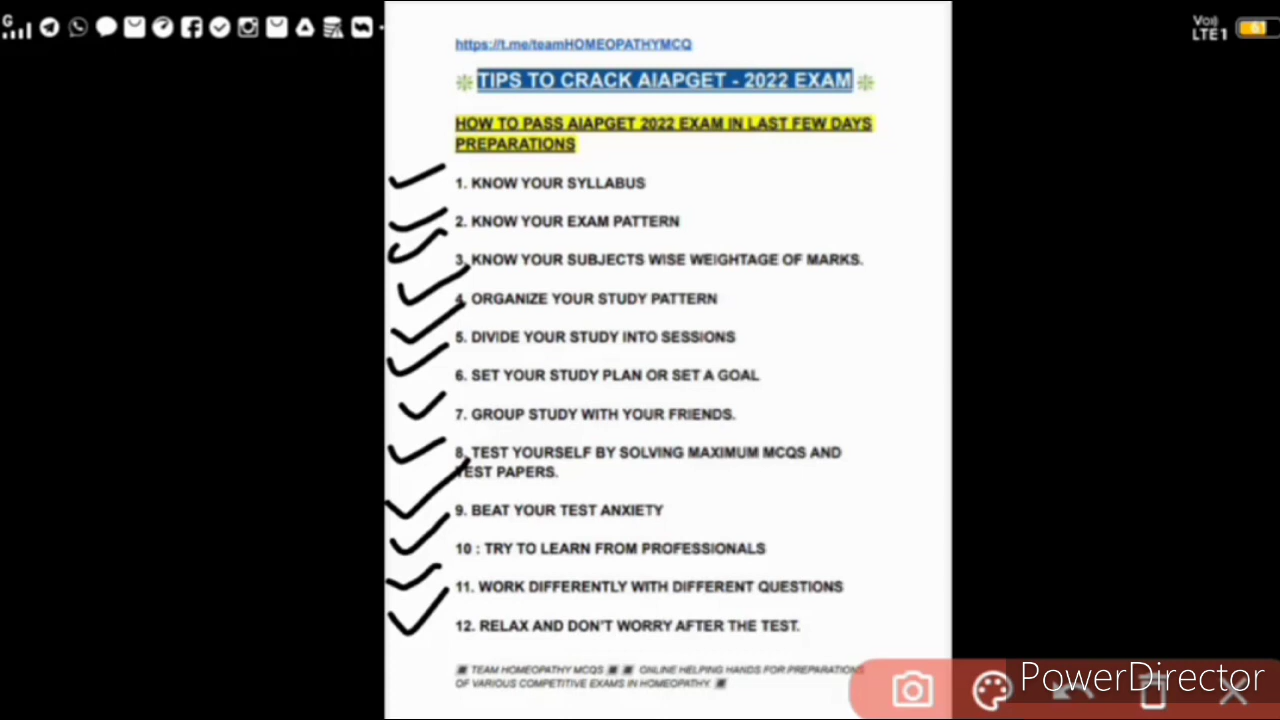 G
Vo))
LTE1
61
https://t.me/teamHOMEOPATHYMCQ
TIPS TO CRACK AIAPGET - 2022 EXAM
HOW TO PASS AIAPGET 2022 EXAM IN LAST FEW DAYS
PREPARATIONS
1. KNOW YOUR SYLLABUS
2. KNOW YOUR EXAM PATTERN
3. KNOW YOUR SUBJECTS WISE WEIGHTAGE OF MARKS.
4. ORGANIZE YOUR STUDY PATTERN
5. DIVIDE YOUR STUDY INTO SESSIONS
6. SET YOUR STUDY PLAN OR SET A GOAL
7. GROUP STUDY WITH YOUR FRIENDS.
8. TEST YOURSELF BY SOLVING MAXIMUM MCQS AND
TEST PAPERS.
9. BEAT YOUR TEST ANXIETY
10 : TRY TO LEARN FROM PROFESSIONALS
11. WORK DIFFERENTLY WITH DIFFERENT QUESTIONS
12. RELAX AND DON'T WORRY AFTER THE TEST.
TEAM HOMEOPATHY MCQS ONLINE HELPING HANDS FOR PREPARATIONS
OF VARIOUS COMPETITIVE EXAMS IN HOMEOPATHY.
PowerDirector